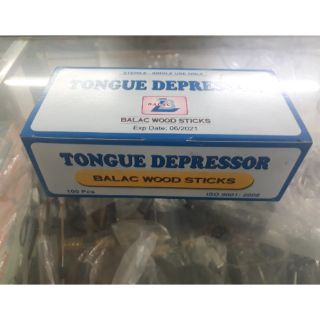 STERILE - SINGLE USE ONLY
TONGUE DEPRESSOR
BALAC
BALAC WOOD STICKS
Exp Date: 06/2021
TONGUE DEPRESSOR
BALAC WOOD STICKS
100 Pcs
ISO 9001: 2008